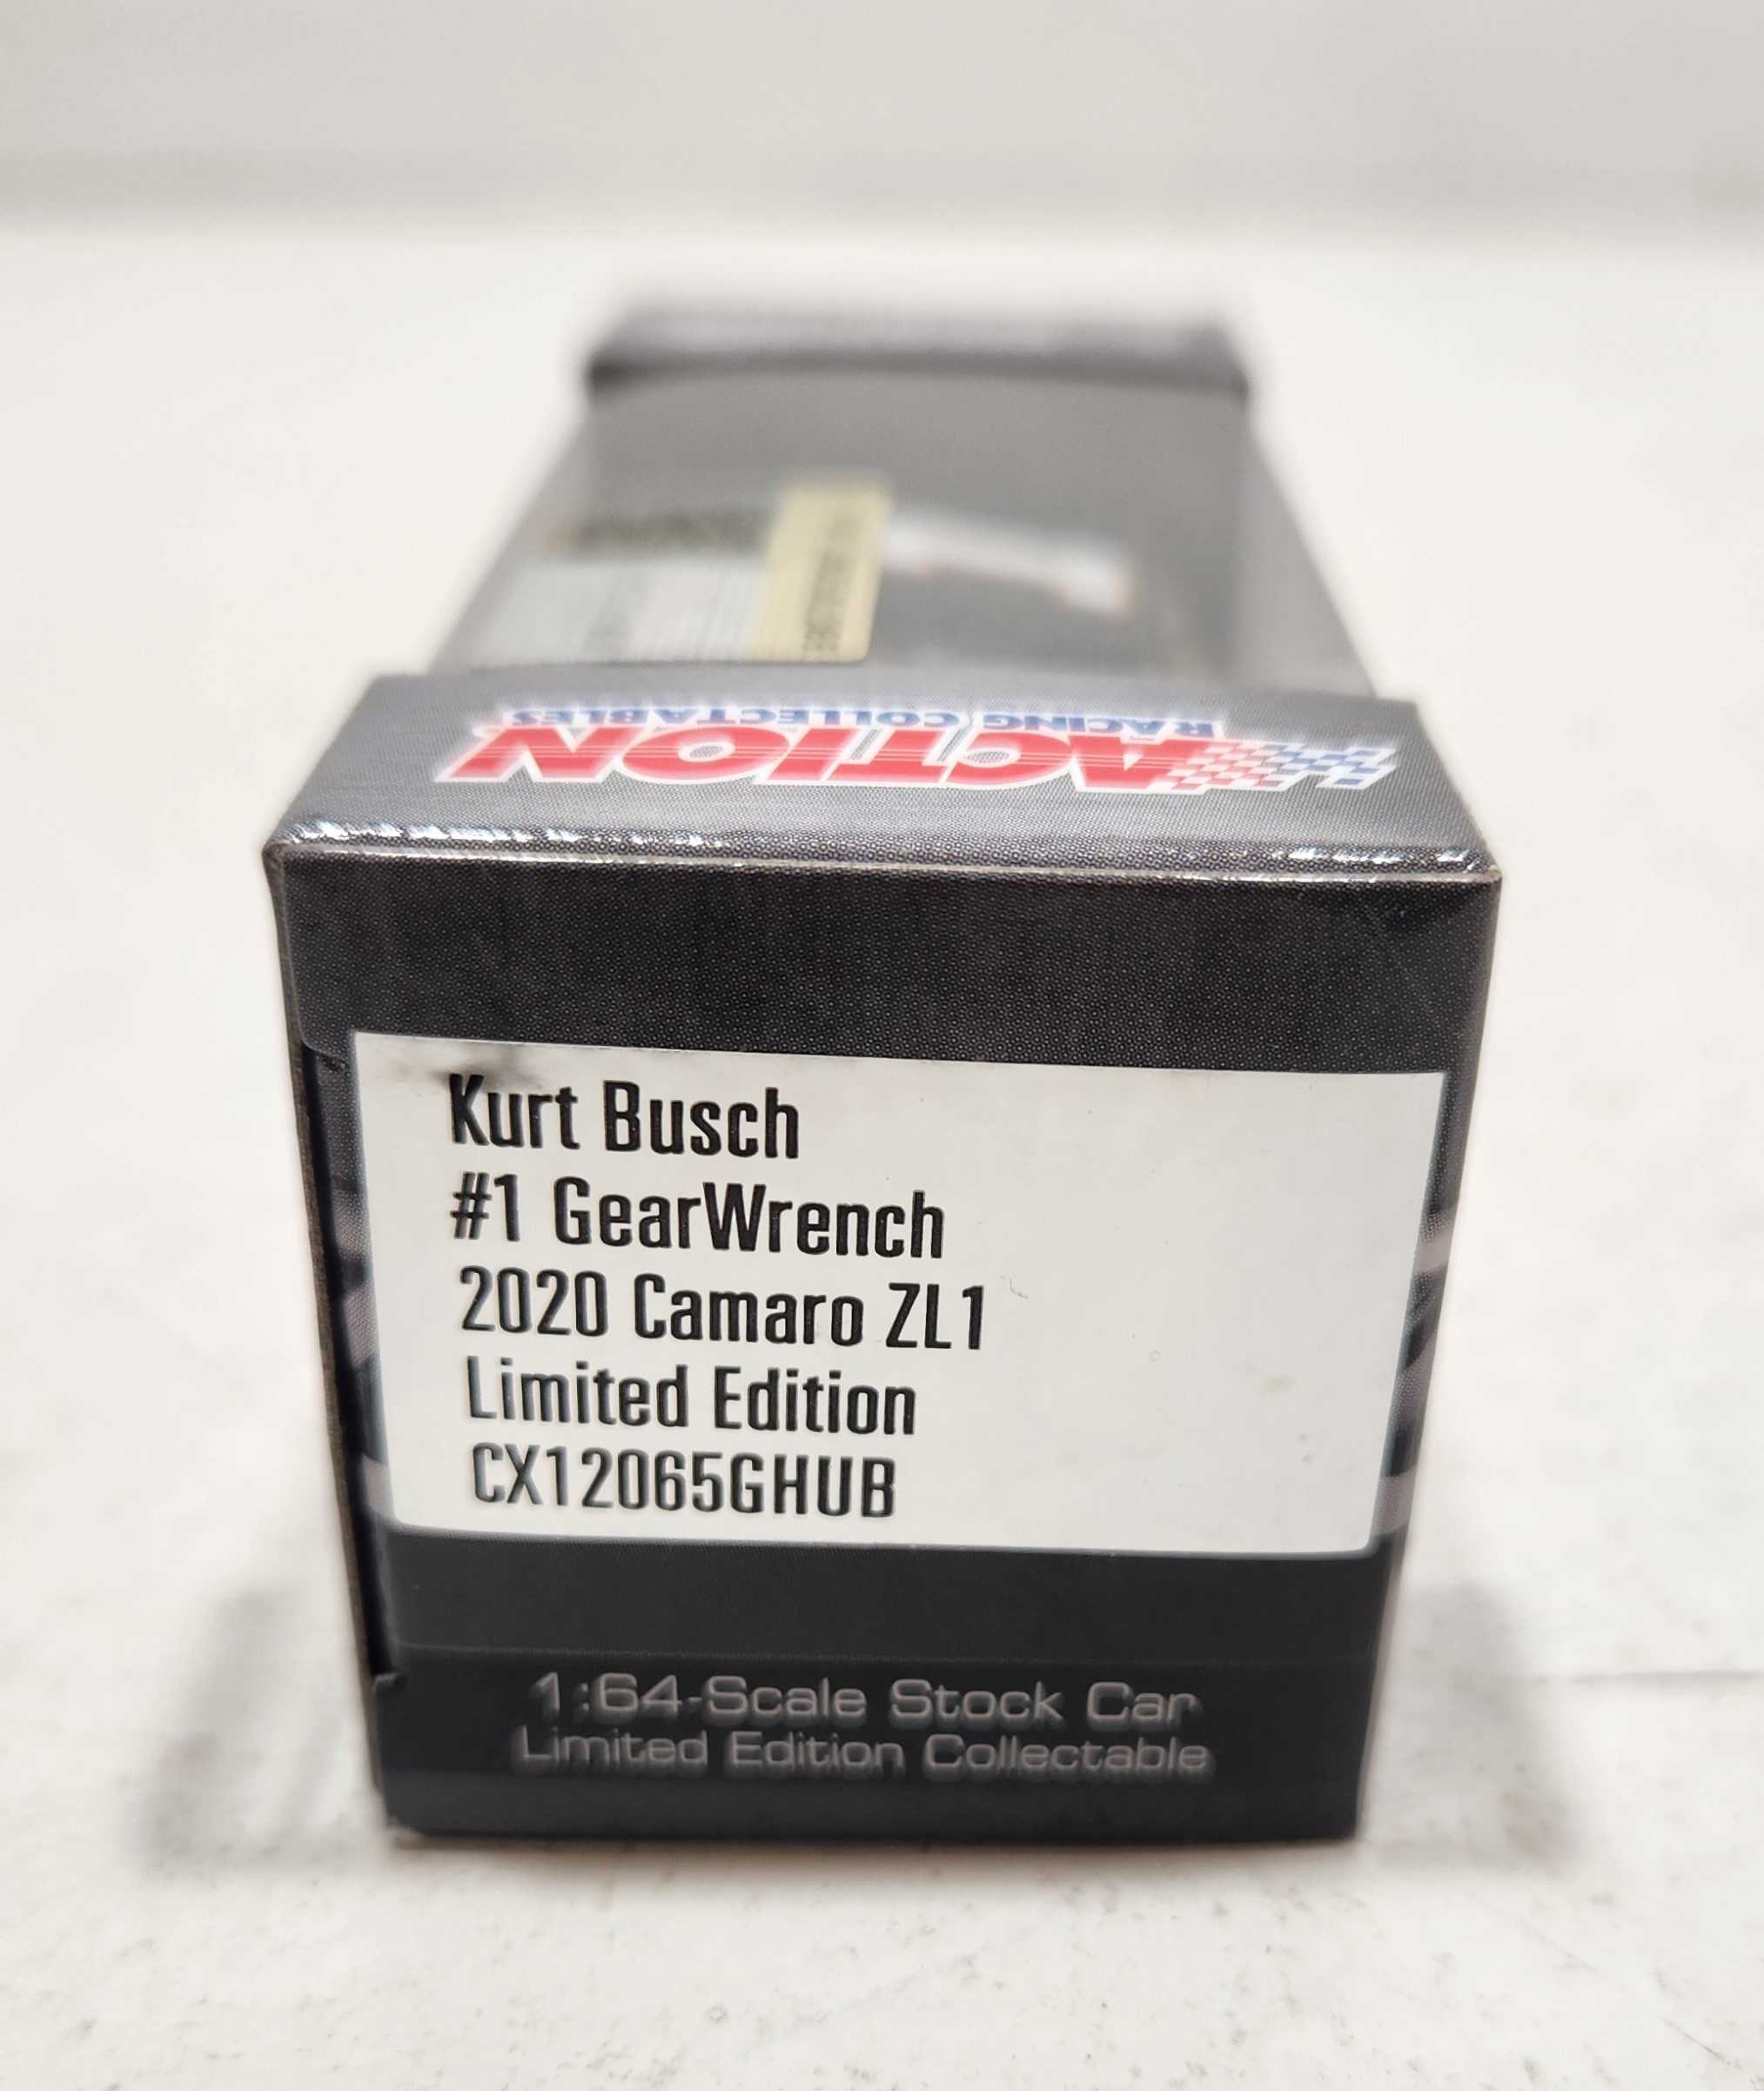 ACTION
RACING COLLECTABLES
Kurt Busch
#1 GearWrench
2020 Camaro ZL1
Limited Edition
CX12065GHUB
1:64-Scale Stock Car
Limited Edition Collectable